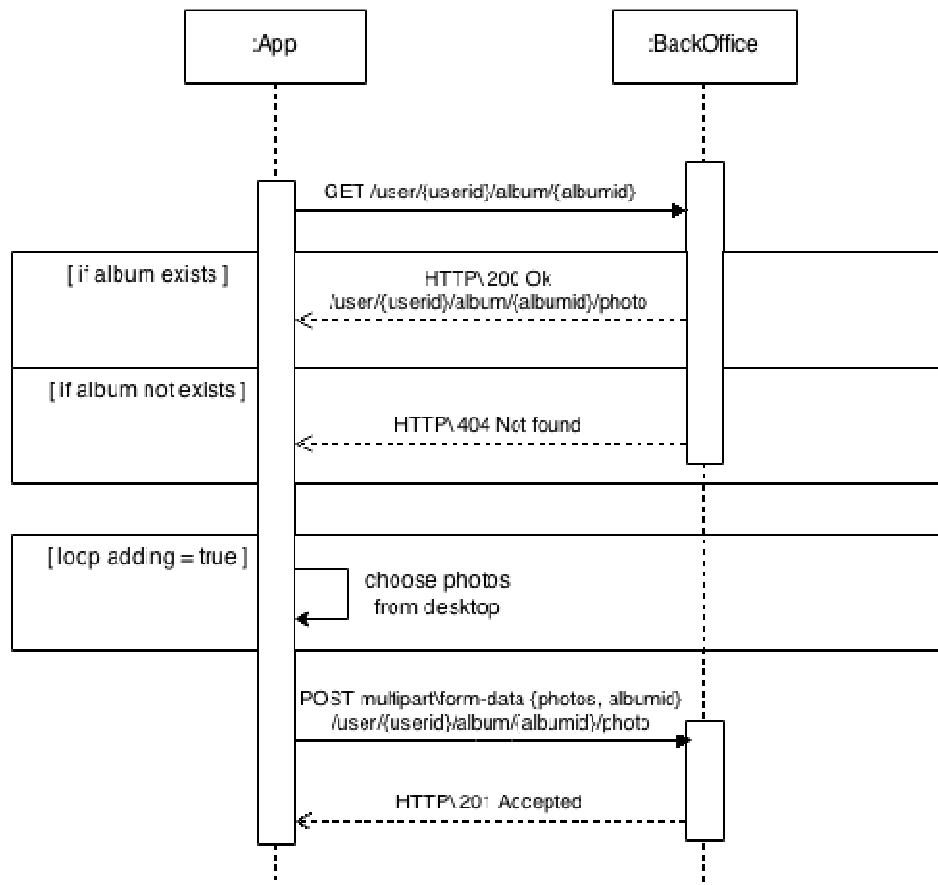 :App
:BackOffice
GET /user/{userid}/album/{albumid}
[ if album exists ]
HTTP\200 Ok
/user/{userid}/album/{albumid}/photo
[ if album not exists ]
HTTP\404 Not found
[ loop adding = true ]
choose photos
from desktop
POST multipart\form-data {photos, albumid}
/user/{userid}/album/{albumid}/photo
HTTP\201 Accepted